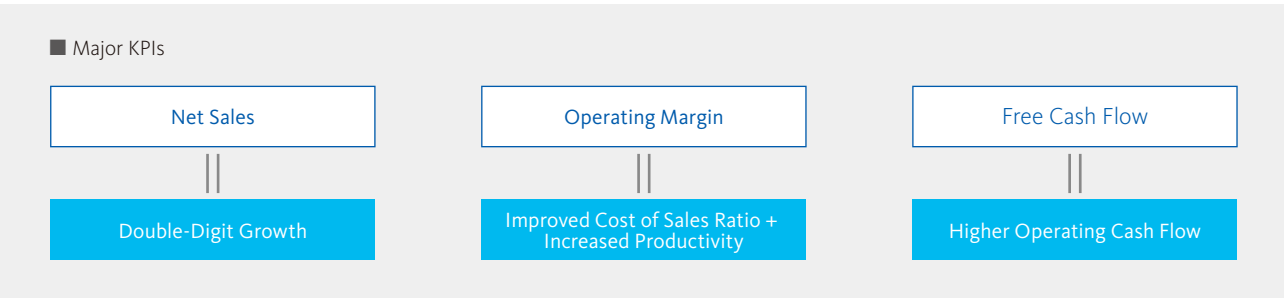 ■ Major KPIs
Net Sales
Operating Margin
Free Cash Flow
Double-Digit Growth
Improved Cost of Sales Ratio +
Increased Productivity
Higher Operating Cash Flow